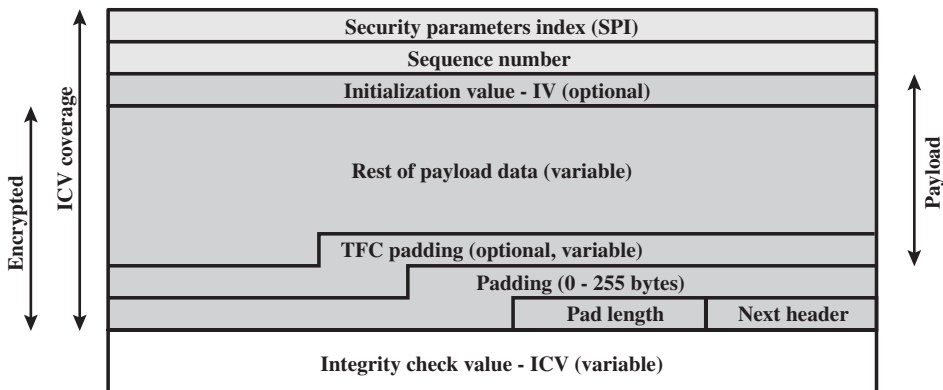 Security parameters index (SPI)
Sequence number
Initialization value - IV (optional)
Rest of payload data (variable)
TFC padding (optional, variable)
Padding (0 - 255 bytes)
Pad length
Next header
Integrity check value - ICV (variable)
Encrypted
ICV coverage
Payload